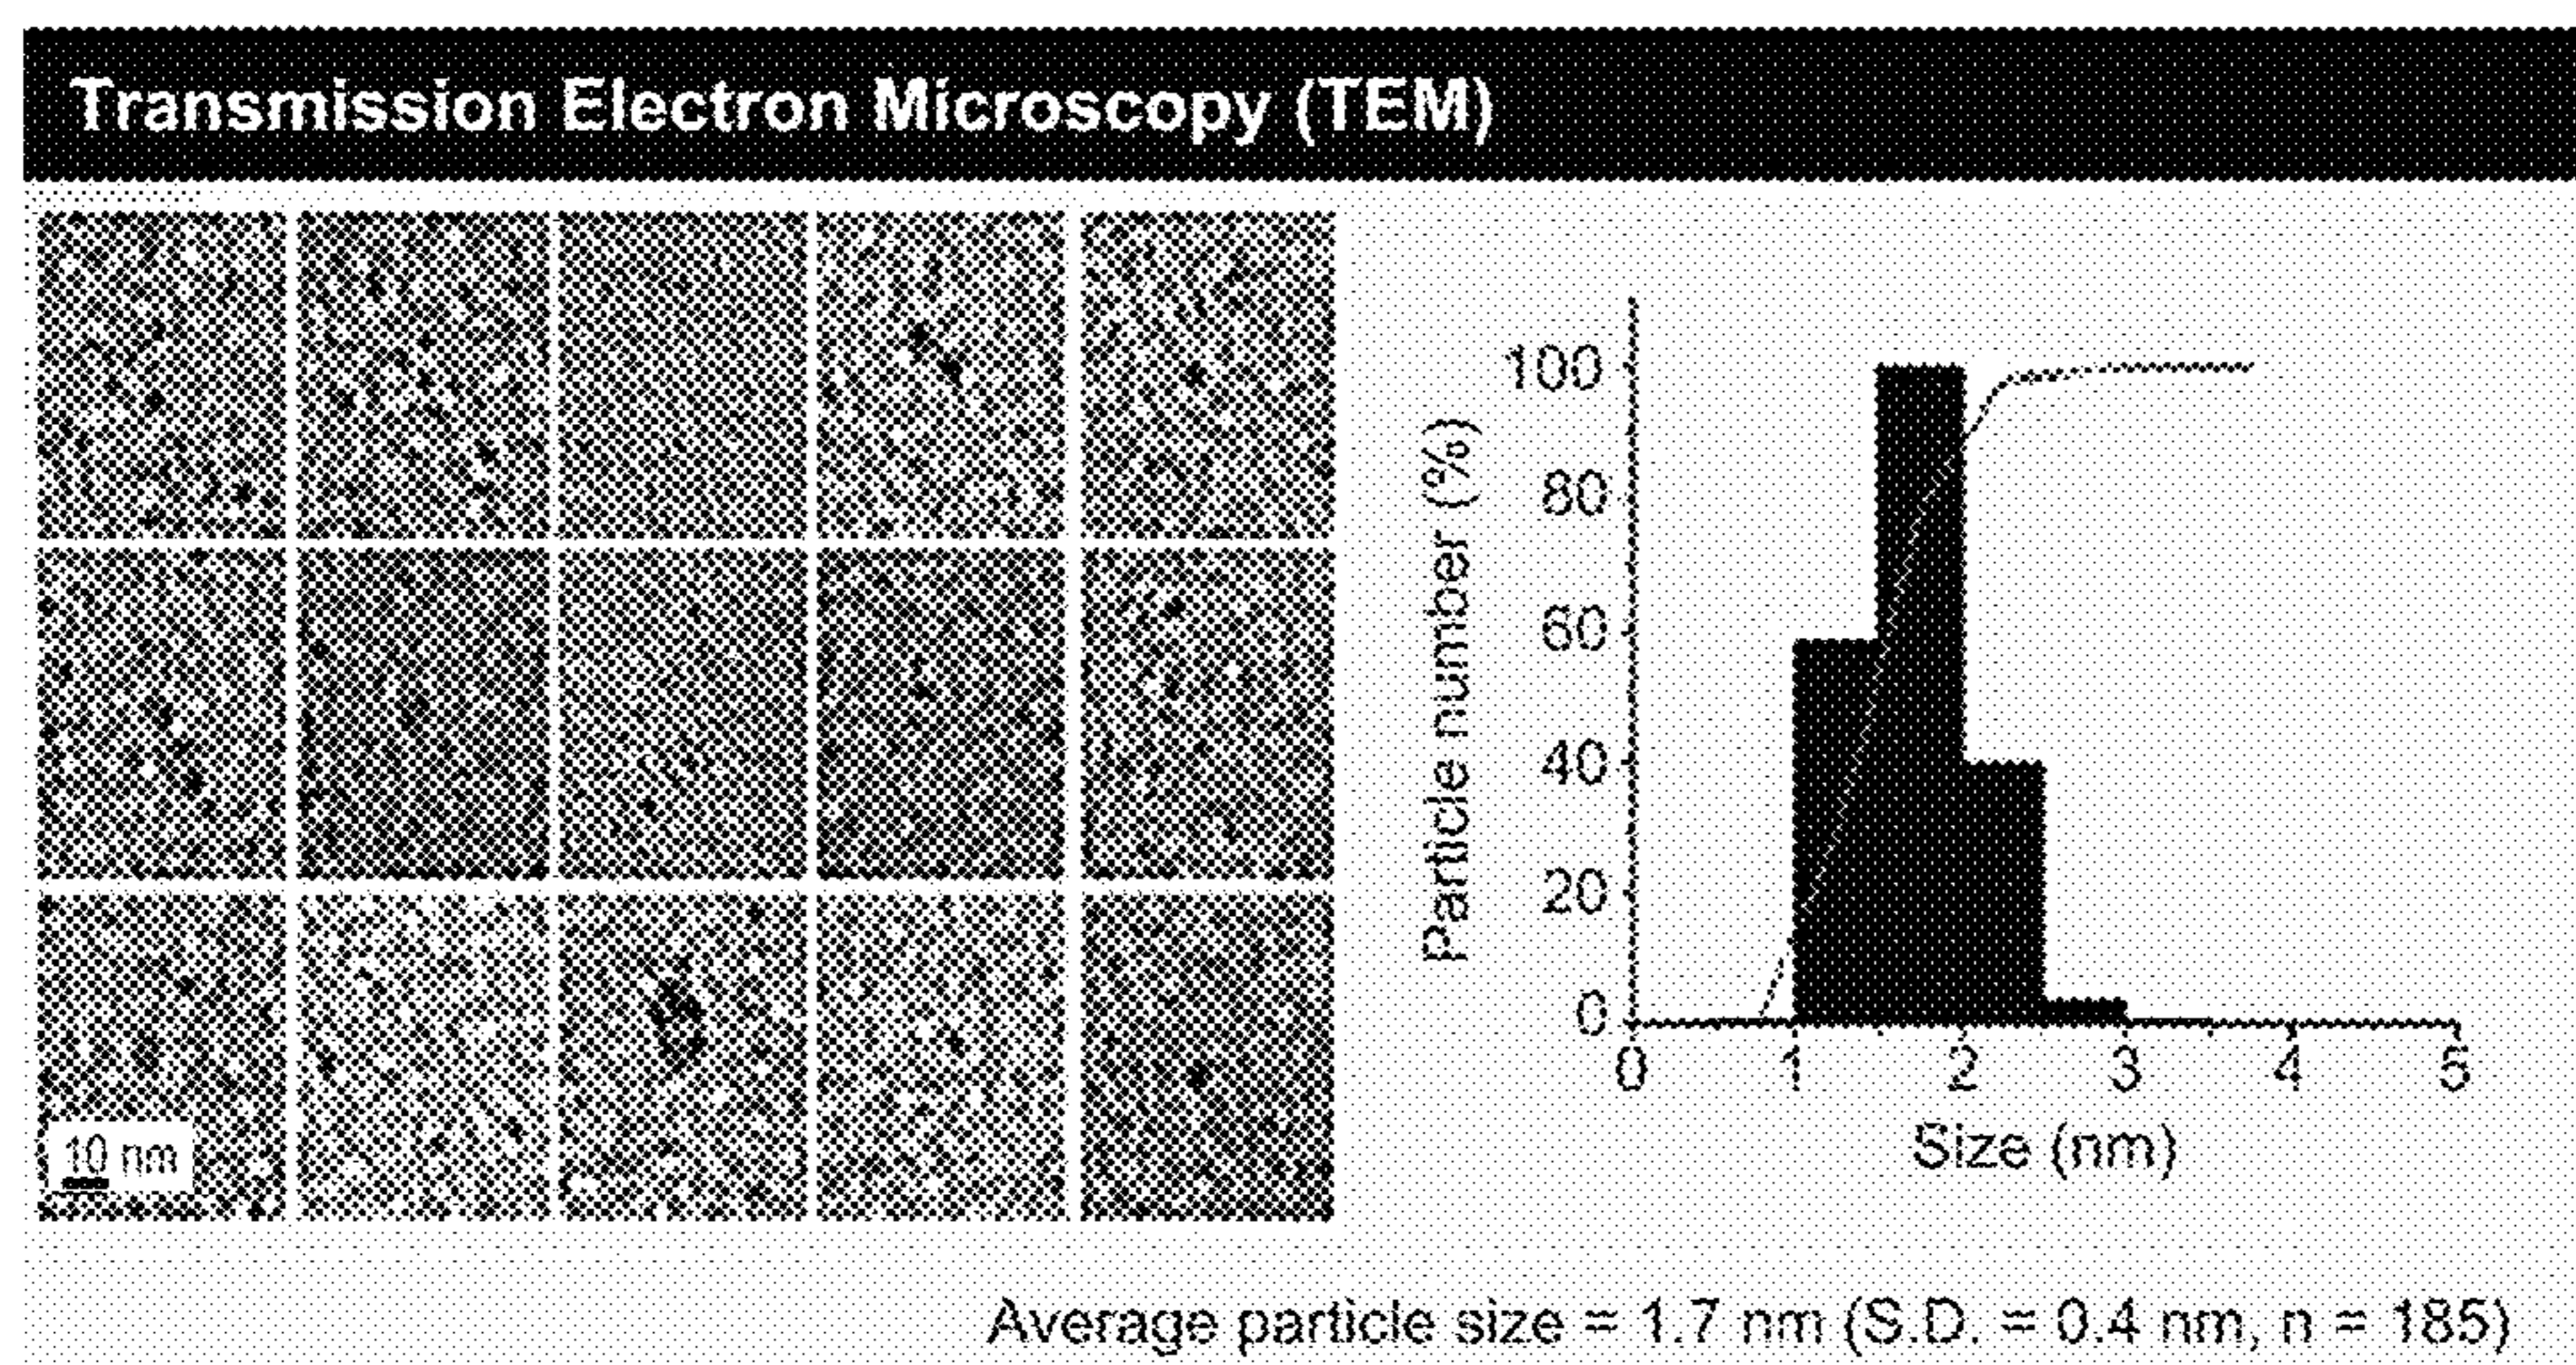 Transmission Electron Microscopy (TEM)
10 nm
Particle number (%)
100
80
60
40
20
0
0 1 2 3 4 5
Size (nm)
Average particle size = 1.7 nm (S.D. = 0.4 nm, n = 185)